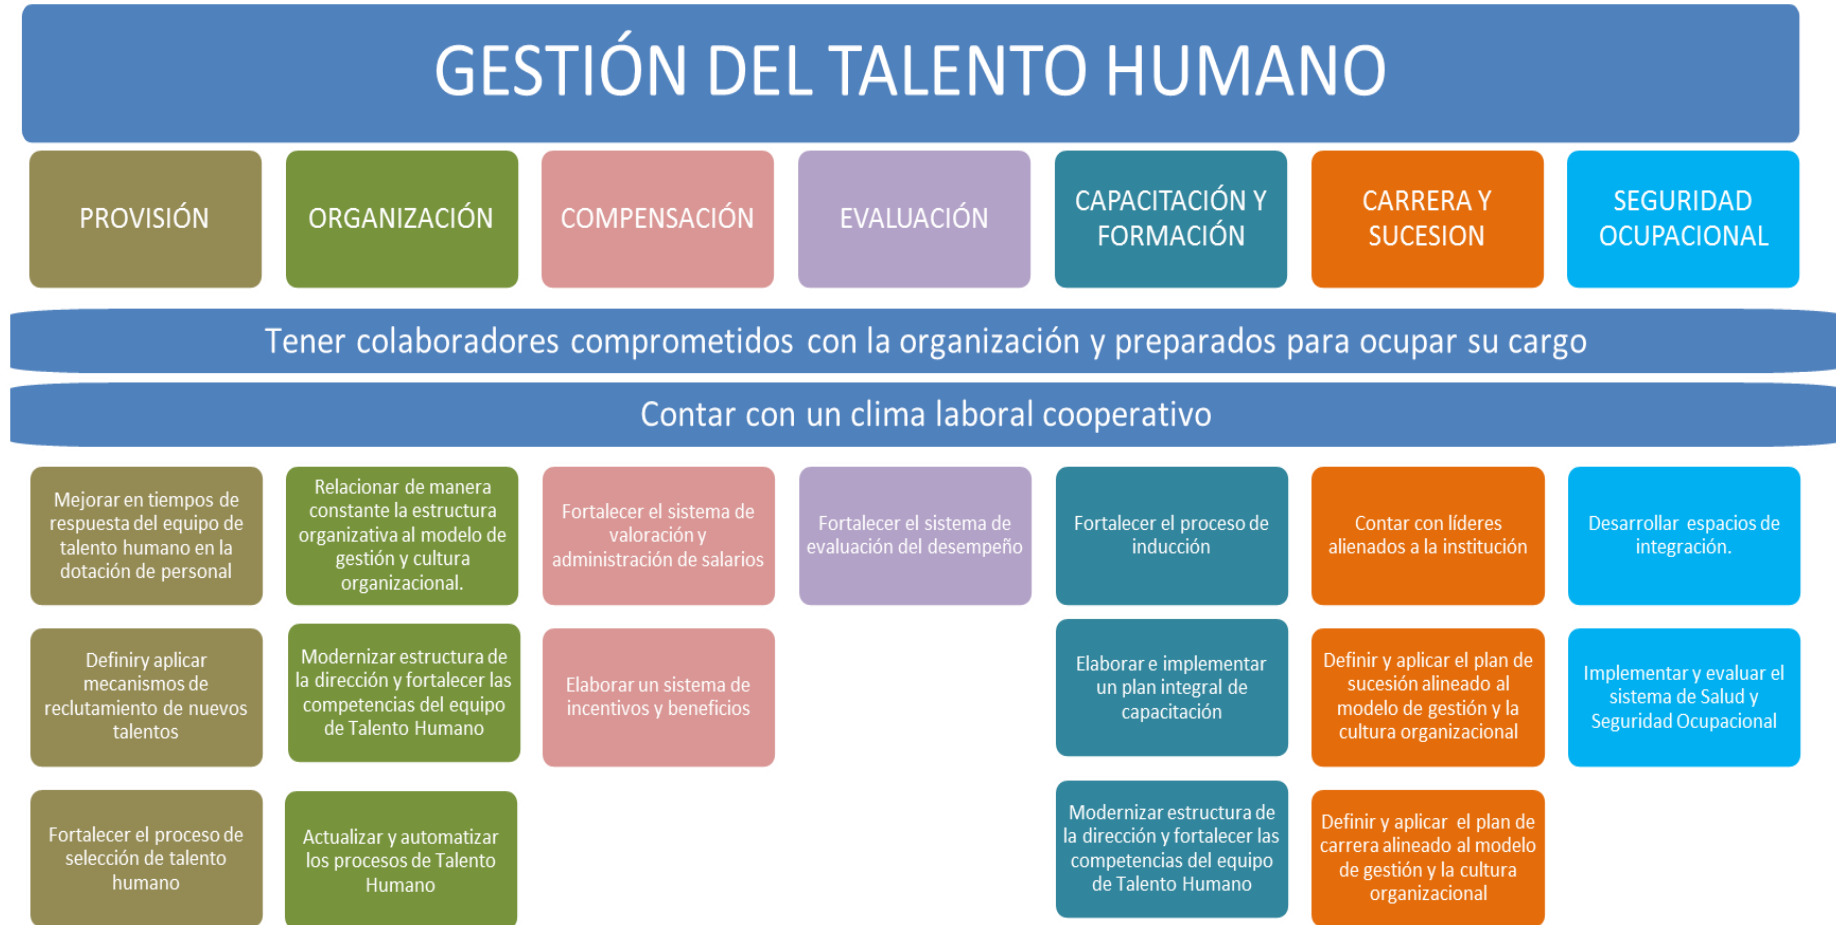 GESTIÓN DEL TALENTO HUMANO
PROVISIÓN
ORGANIZACIÓN
COMPENSACIÓN
EVALUACIÓN
CAPACITACIÓN Y
FORMACIÓN
CARRERA Y
SUCESION
SEGURIDAD
OCUPACIONAL
Tener colaboradores comprometidos con la organización y preparados para ocupar su cargo
Contar con un clima laboral cooperativo
Mejorar en tiempos de
respuesta del equipo de
talento humano en la
dotación de personal
Relacionar de manera
constante la estructura
organizativa al modelo de
gestión y cultura
organizacional.
Fortalecer el sistema de
valoración y
administración de salarios
Fortalecer el sistema de
evaluación del desempeño
Fortalecer el proceso de
inducción
Contar con líderes
alienados a la institución
Desarrollar espacios de
integración.
Definiry aplicar
mecanismos de
reclutamiento de nuevos
talentos
Modernizar estructura de
la dirección y fortalecer las
competencias del equipo
de Talento Humano
Elaborar un sistema de
incentivos y beneficios
Elaborar e implementar
un plan integral de
capacitación
Definir y aplicar el plan de
sucesión alineado al
modelo de gestión y la
cultura organizacional
Implementar y evaluar el
sistema de Salud y
Seguridad Ocupacional
Fortalecer el proceso de
selección de talento
humano
Actualizar y automatizar
los procesos de Talento
Humano
Modernizar estructura de
la dirección y fortalecer las
competencias del equipo
de Talento Humano
Definir y aplicar el plan de
carrera alineado al modelo
de gestión y la cultura
organizacional